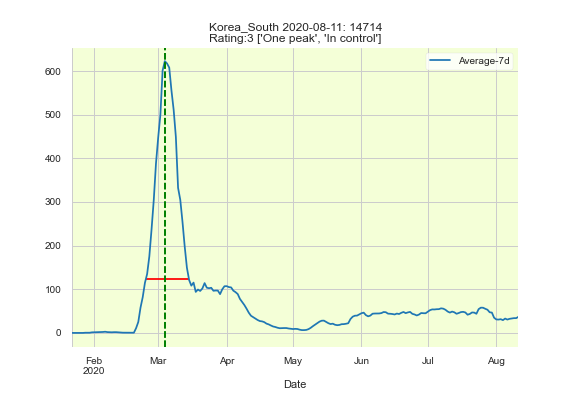 Korea_South 2020-08-11: 14714
Rating:3 ['One peak', 'In control']
Average-7d
600
500
400
300
200
100
0
Feb Mar Apr May Jun Jul Aug
2020
Date